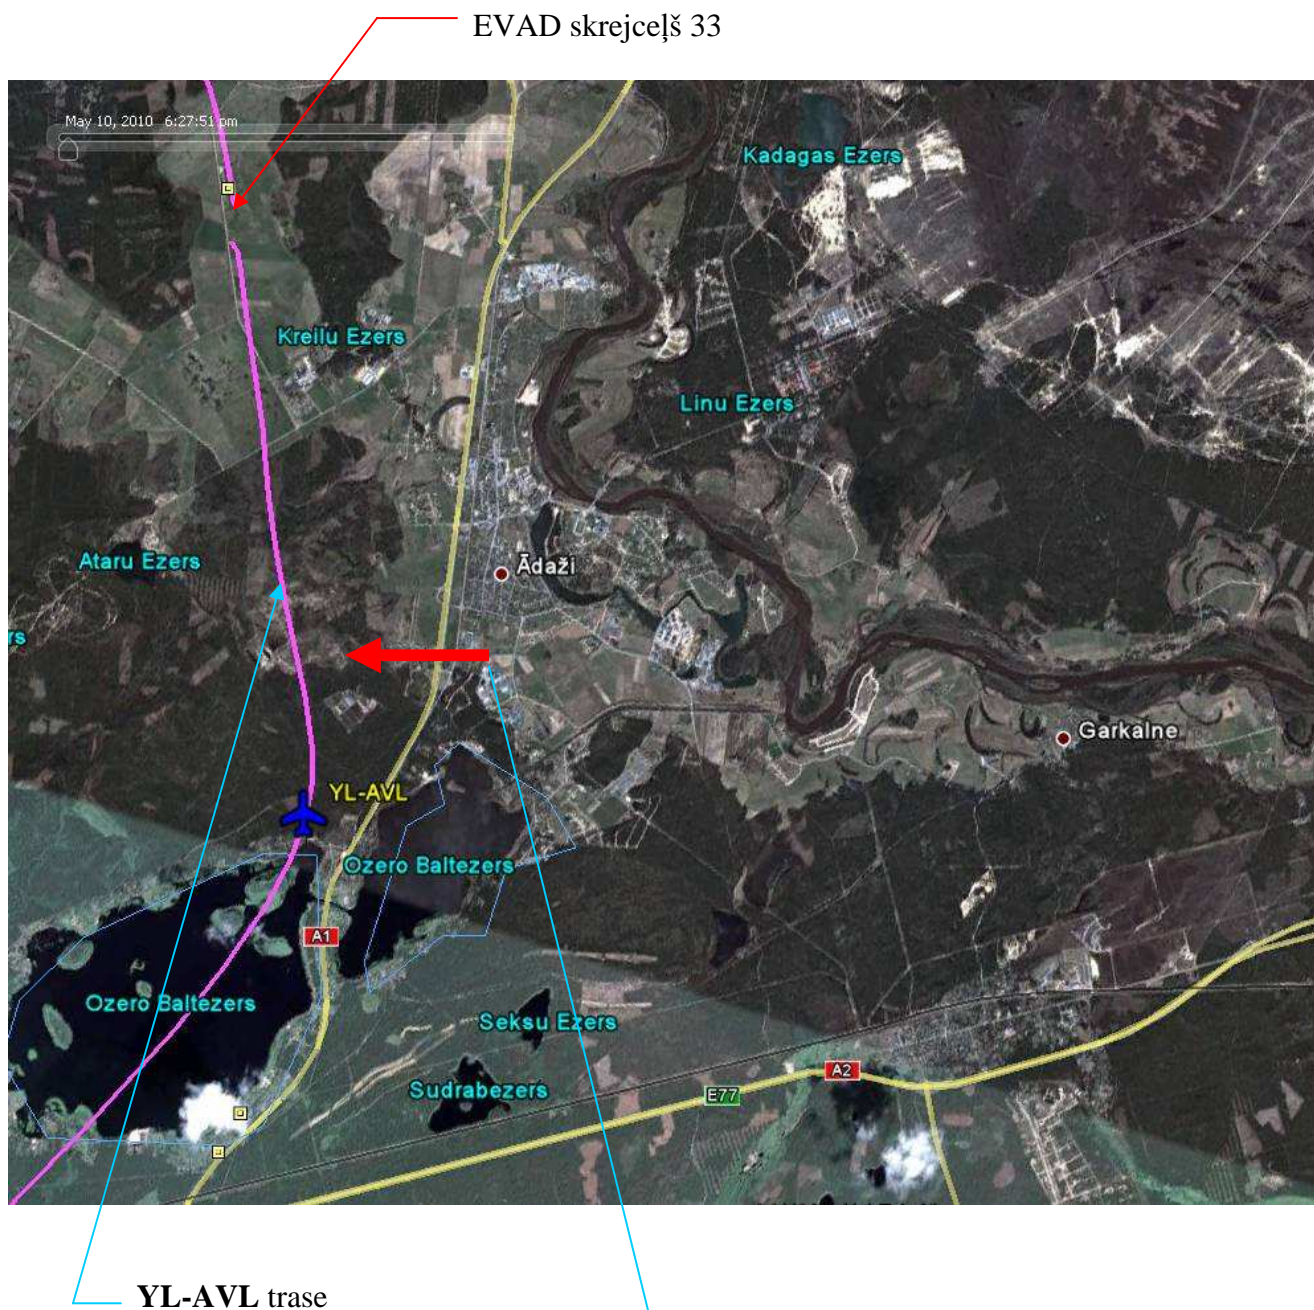 EVAD skrejceļš 33
May 10, 2010 6:27:51 pm
Kadagas Ezers
Kreilu Ezers
Linu Ezers
Ataru Ezers
Ādaži
rs
Garkalne
YL-AVL
Ozero Baltezers
A1
Ozero Baltezers
Seksu Ezers
A2
Sudrabezers
E77
YL-AVL trase